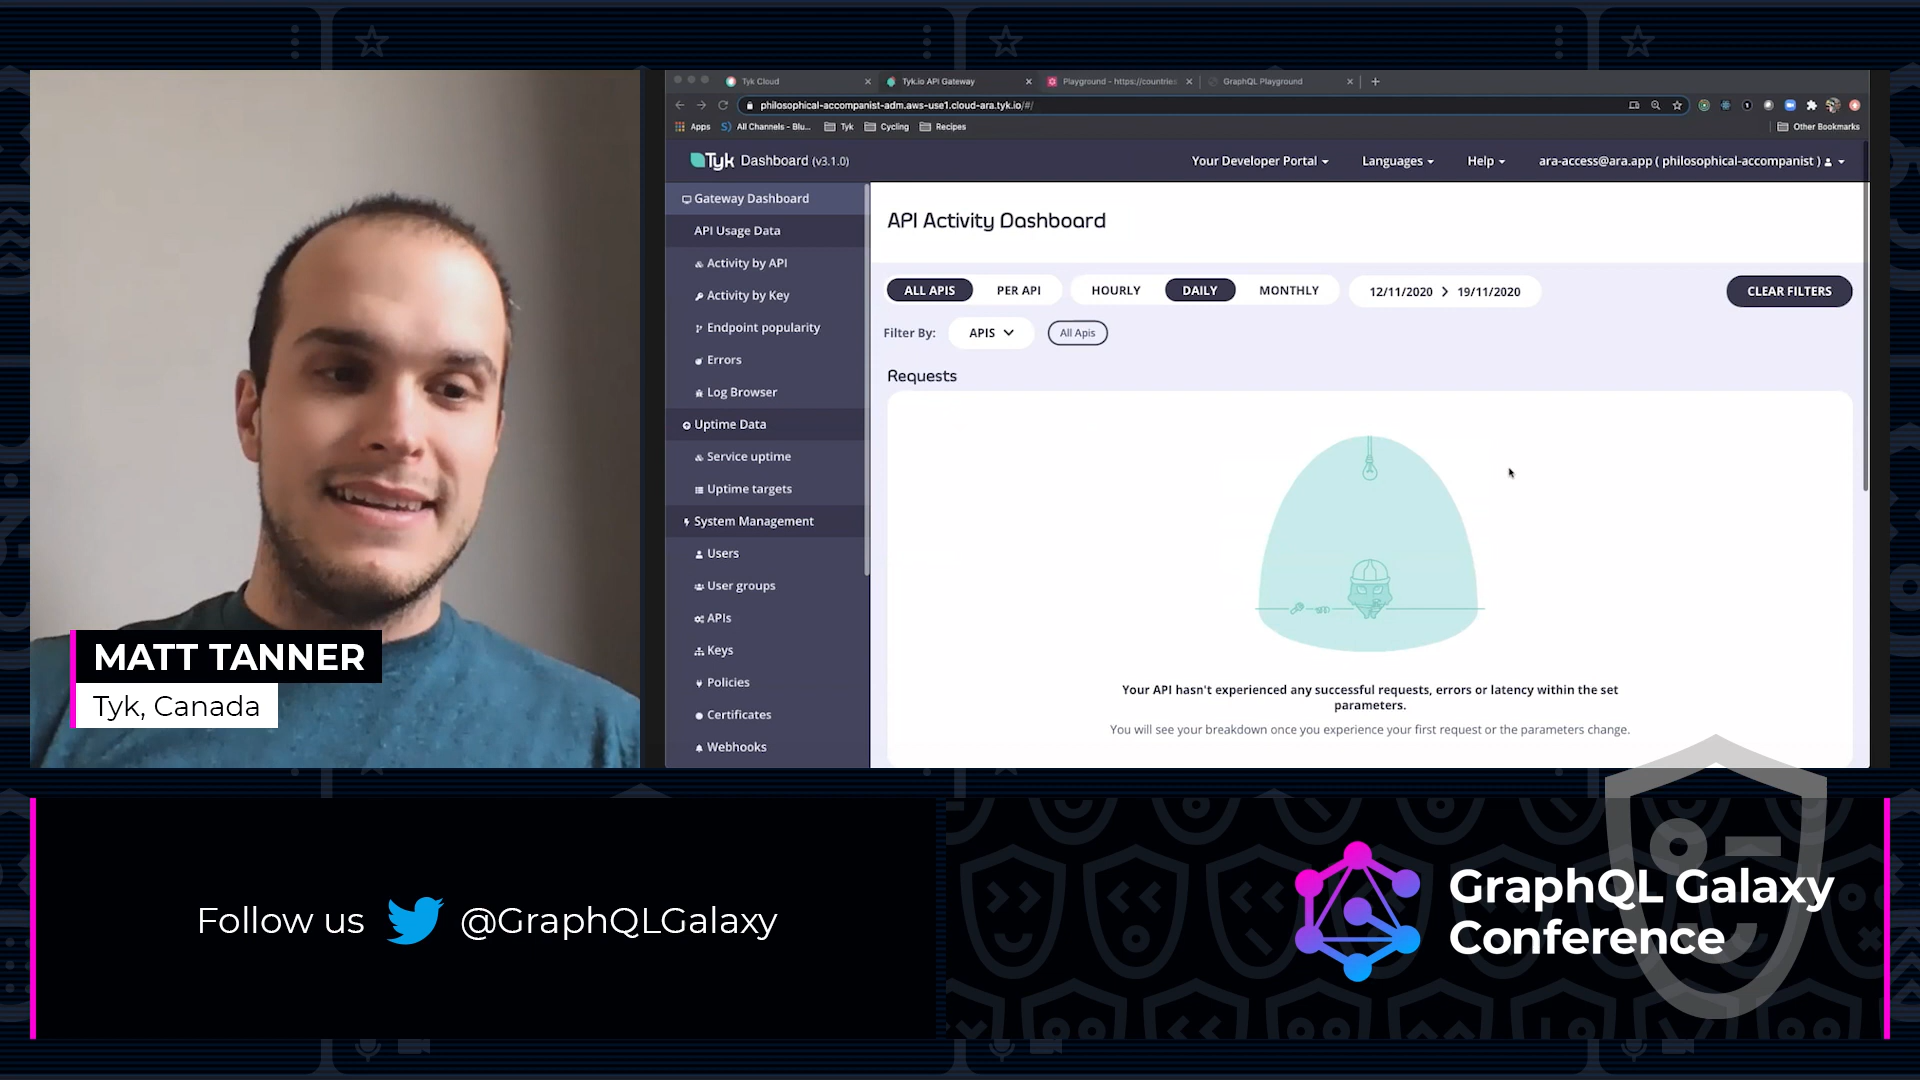 Tyk Cloud
Tyk.io API Gateway
Playground - https://countries
GraphQL Playground
philosophical-accompanist-adm.aws-use1.cloud-ara.tyk.io/#/
Apps
All Channels - Blu...
Tyk
Cycling
Recipes
Other Bookmarks
Tyk Dashboard (v3.1.0)
Your Developer Portal
Languages
Help
ara-access@ara.app ( philosophical-accompanist )
Gateway Dashboard
API Usage Data
Activity by API
Activity by Key
Endpoint popularity
Errors
Log Browser
Uptime Data
Service uptime
Uptime targets
System Management
Users
User groups
APIs
Keys
Policies
Certificates
Webhooks
API Activity Dashboard
ALL APIS
PER API
HOURLY
DAILY
MONTHLY
12/11/2020 > 19/11/2020
CLEAR FILTERS
Filter By:
APIS
All Apis
Requests
Your API hasn't experienced any successful requests, errors or latency within the set
parameters.
You will see your breakdown once you experience your first request or the parameters change.
MATT TANNER
Tyk, Canada
Follow us @GraphQLGalaxy
GraphQL Galaxy
Conference